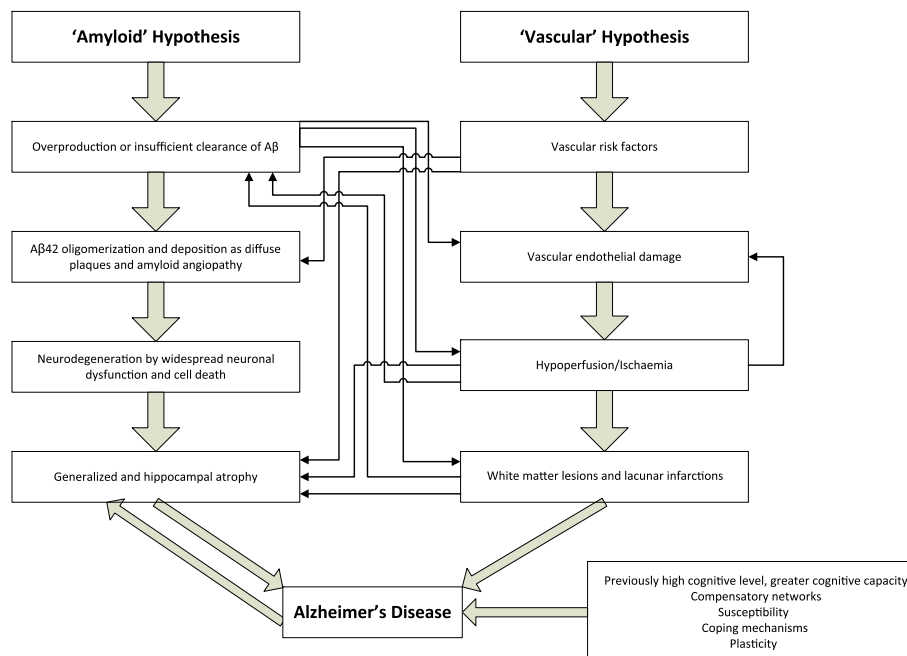 ‘Amyloid’ Hypothesis
‘Vascular’ Hypothesis
Overproduction or insufficient clearance of Aβ
Vascular risk factors
Aβ42 oligomerization and deposition as diffuse
plaques and amyloid angiopathy
Vascular endothelial damage
Neurodegeneration by widespread neuronal
dysfunction and cell death
Hypoperfusion/Ischaemia
Generalized and hippocampal atrophy
White matter lesions and lacunar infarctions
Alzheimer’s Disease
Previously high cognitive level, greater cognitive capacity
Compensatory networks
Susceptibility
Coping mechanisms
Plasticity